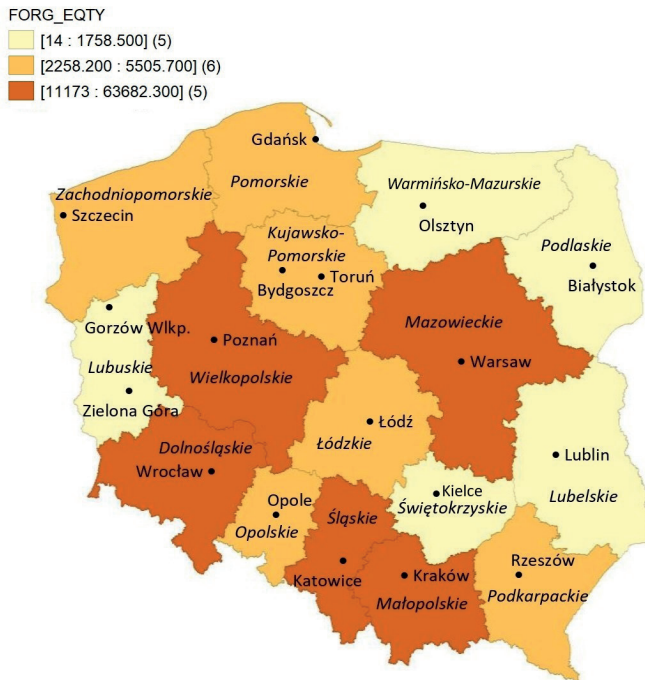 FORG_EQTY
[14 : 1758.500] (5)
[2258.200 : 5505.700] (6)
[11173 : 63682.300] (5)
Gdańsk
Pomorskie
Zachodniopomorskie
Szczecin
Warmińsko-Mazurskie
Olsztyn
Kujawsko-
Pomorskie
Toruń
Bydgoszcz
Podlaskie
Białystok
Gorzów Wlkp.
Lubuskie
Zielona Góra
Poznań
Wielkopolskie
Mazowieckie
Warsaw
Łódź
Łódzkie
Dolnośląskie
Wrocław
Lublin
Lubelskie
Kielce
Świętokrzyskie
Opole
Opolskie
Śląskie
Katowice
Kraków
Małopolskie
Rzeszów
Podkarpackie